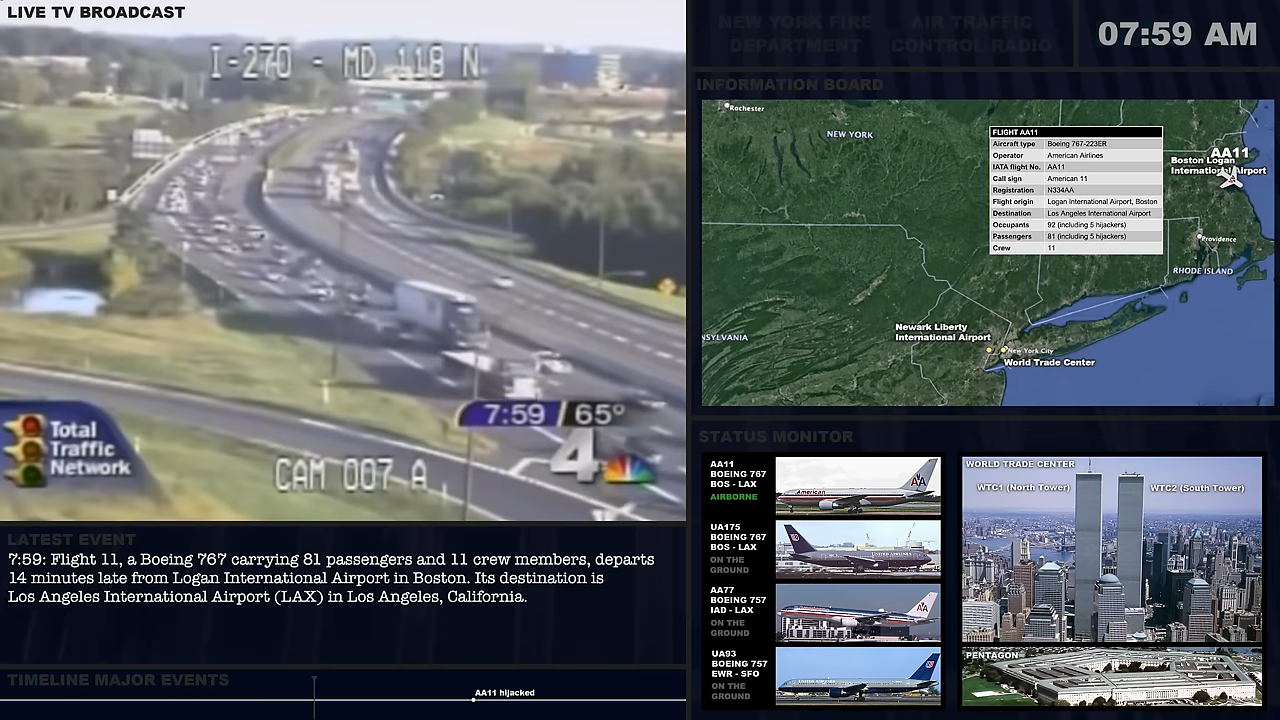 LIVE TV BROADCAST
I-270 - MD 118 N
7:59 65°
4
Total
Traffic
Network
CAM 007 A
LATEST EVENT
7:59: Flight 11, a Boeing 767 carrying 81 passengers and 11 crew members, departs
14 minutes late from Logan International Airport in Boston. Its destination is
Los Angeles International Airport (LAX) in Los Angeles, California.
TIMELINE MAJOR EVENTS
AA11 hijacked
NEW YORK FIRE
DEPARTMENT
AIR TRAFFIC
CONTROL RADIO
07:59 AM
INFORMATION BOARD
Rochester
NEW YORK
FLIGHT AA11
Aircraft type Boeing 767-223ER
Operator American Airlines
IATA flight No. AA11
Call sign American 11
Registration N334AA
Flight origin Logan International Airport, Boston
Destination Los Angeles International Airport
Occupants 92 (including 5 hijackers)
Passengers 81 (including 5 hijackers)
Crew 11
AA11
Boston Logan
International Airport
Providence
RHODE ISLAND
NSYLVANIA
Newark Liberty
International Airport
New York City
World Trade Center
STATUS MONITOR
AA11
BOEING 767
BOS - LAX
AIRBORNE
American
AA
UA175
BOEING 767
BOS - LAX
ON THE
GROUND
UNITED AIRLINES
AA77
BOEING 757
IAD - LAX
ON THE
GROUND
UA93
BOEING 757
EWR - SFO
ON THE
GROUND
UNITED AIRLINES
WORLD TRADE CENTER
WTC1 (North Tower)
WTC2 (South Tower)
PENTAGON